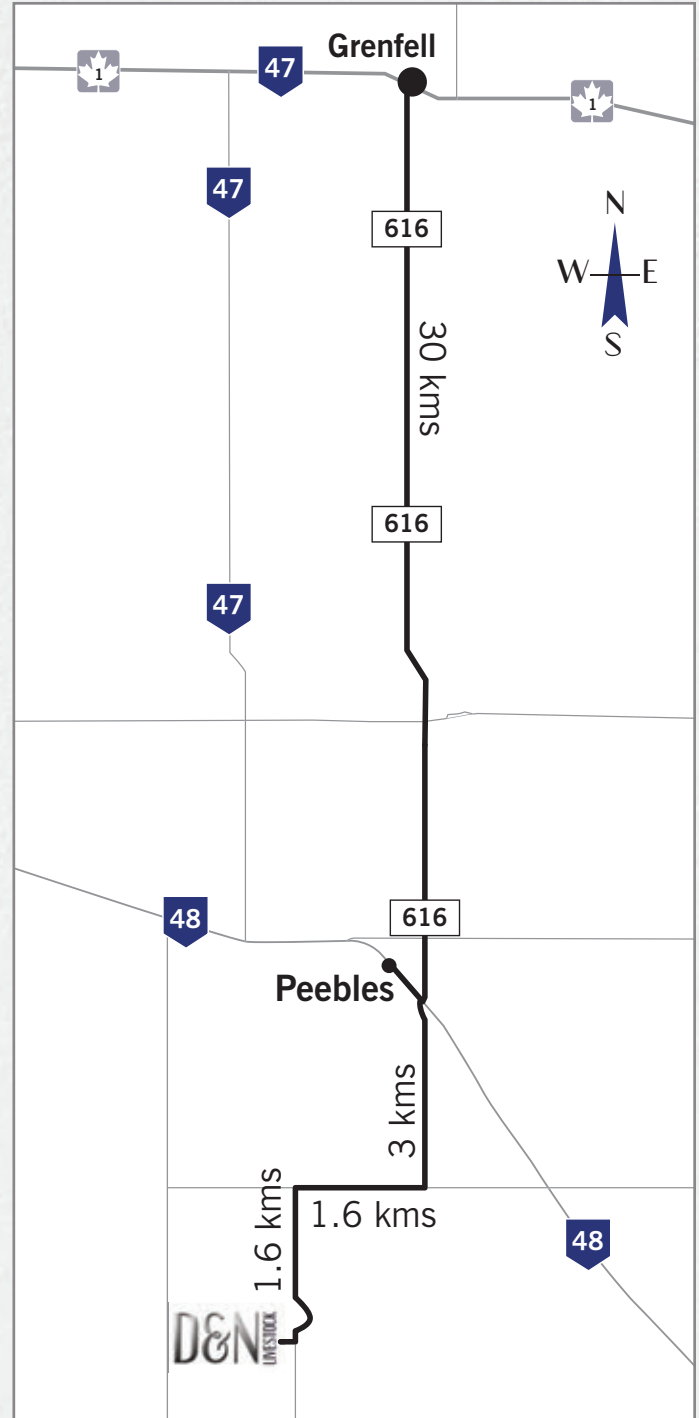 Grenfell
1
47
1
47
N
W E
S
616
30 kms
616
47
616
48
Peebles
3 kms
1.6 kms
1.6 kms
48
D&N LIVESTOCK